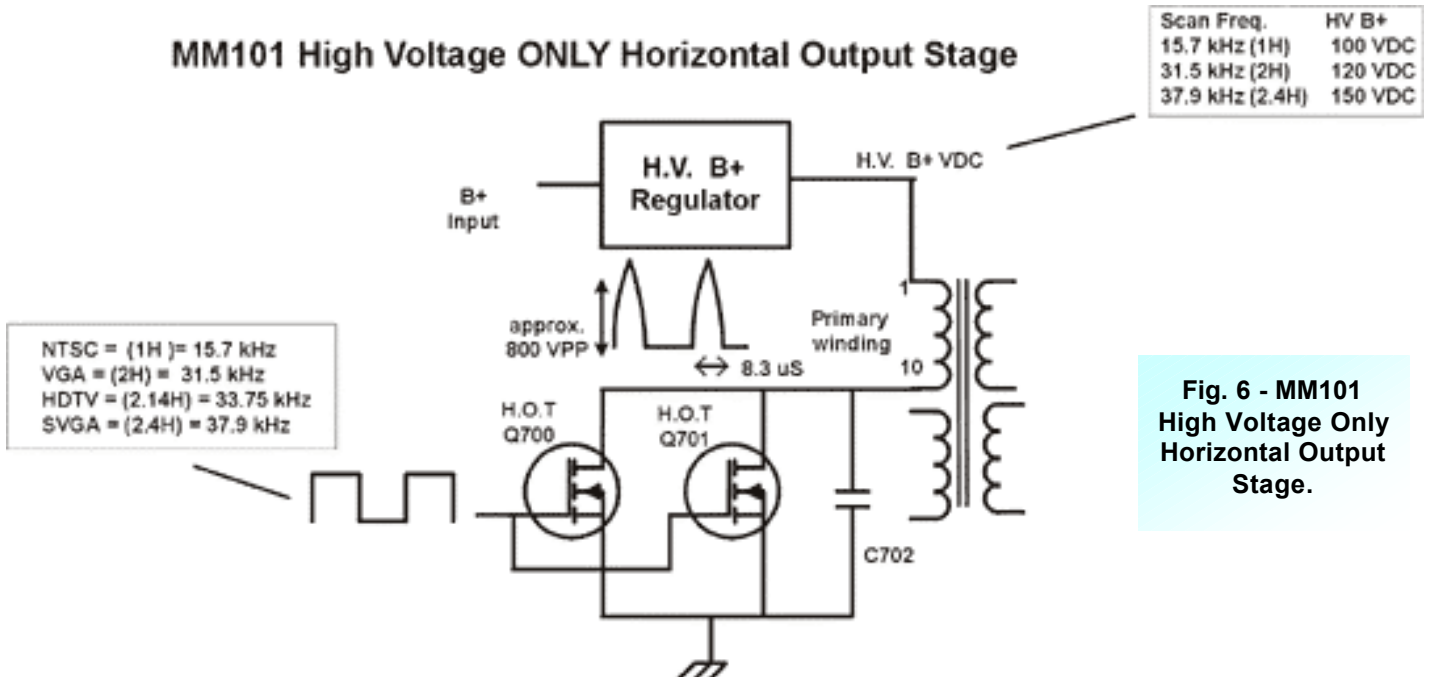 MM101 High Voltage ONLY Horizontal Output Stage
Scan Freq. HV B+
15.7 kHz (1H) 100 VDC
31.5 kHz (2H) 120 VDC
37.9 kHz (2.4H) 150 VDC
H.V. B+
Regulator
H.V. B+ VDC
B+
Input
approx.
800 VPP
8.3 uS
Primary
winding
1
10
NTSC = (1H )= 15.7 kHz
VGA = (2H) = 31.5 kHz
HDTV = (2.14H) = 33.75 kHz
SVGA = (2.4H) = 37.9 kHz
H.O.T
Q700
H.O.T
Q701
C702
Fig. 6 - MM101
High Voltage Only
Horizontal Output
Stage.